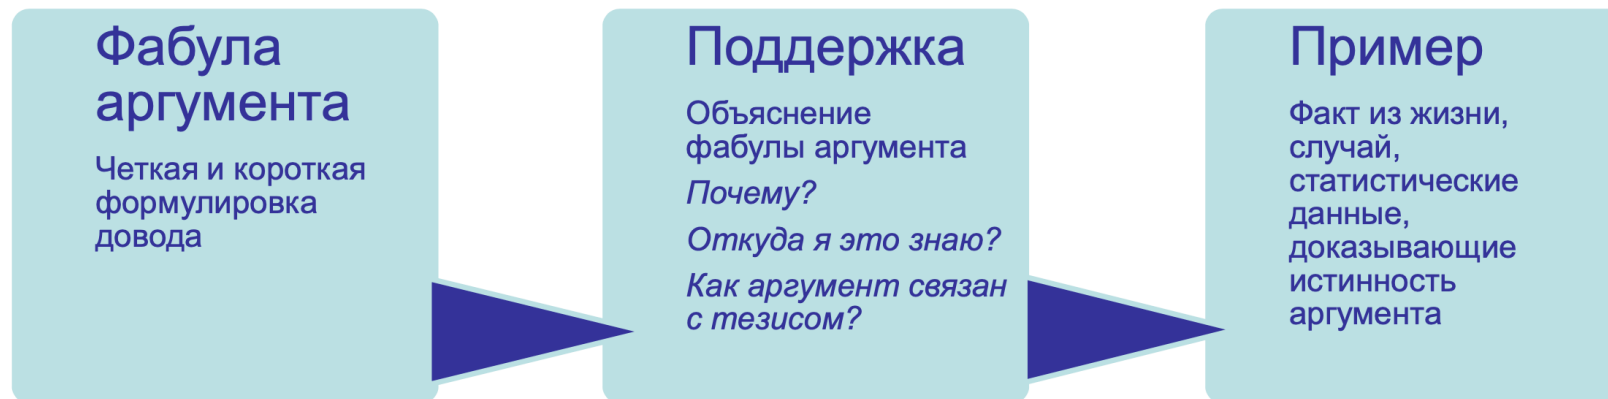 Фабула
аргумента
Четкая и короткая
формулировка
довода
Поддержка
Объяснение
фабулы аргумента
Почему?
Откуда я это знаю?
Как аргумент связан
с тезисом?
Пример
Факт из жизни,
случай,
статистические
данные,
доказывающие
истинность
аргумента